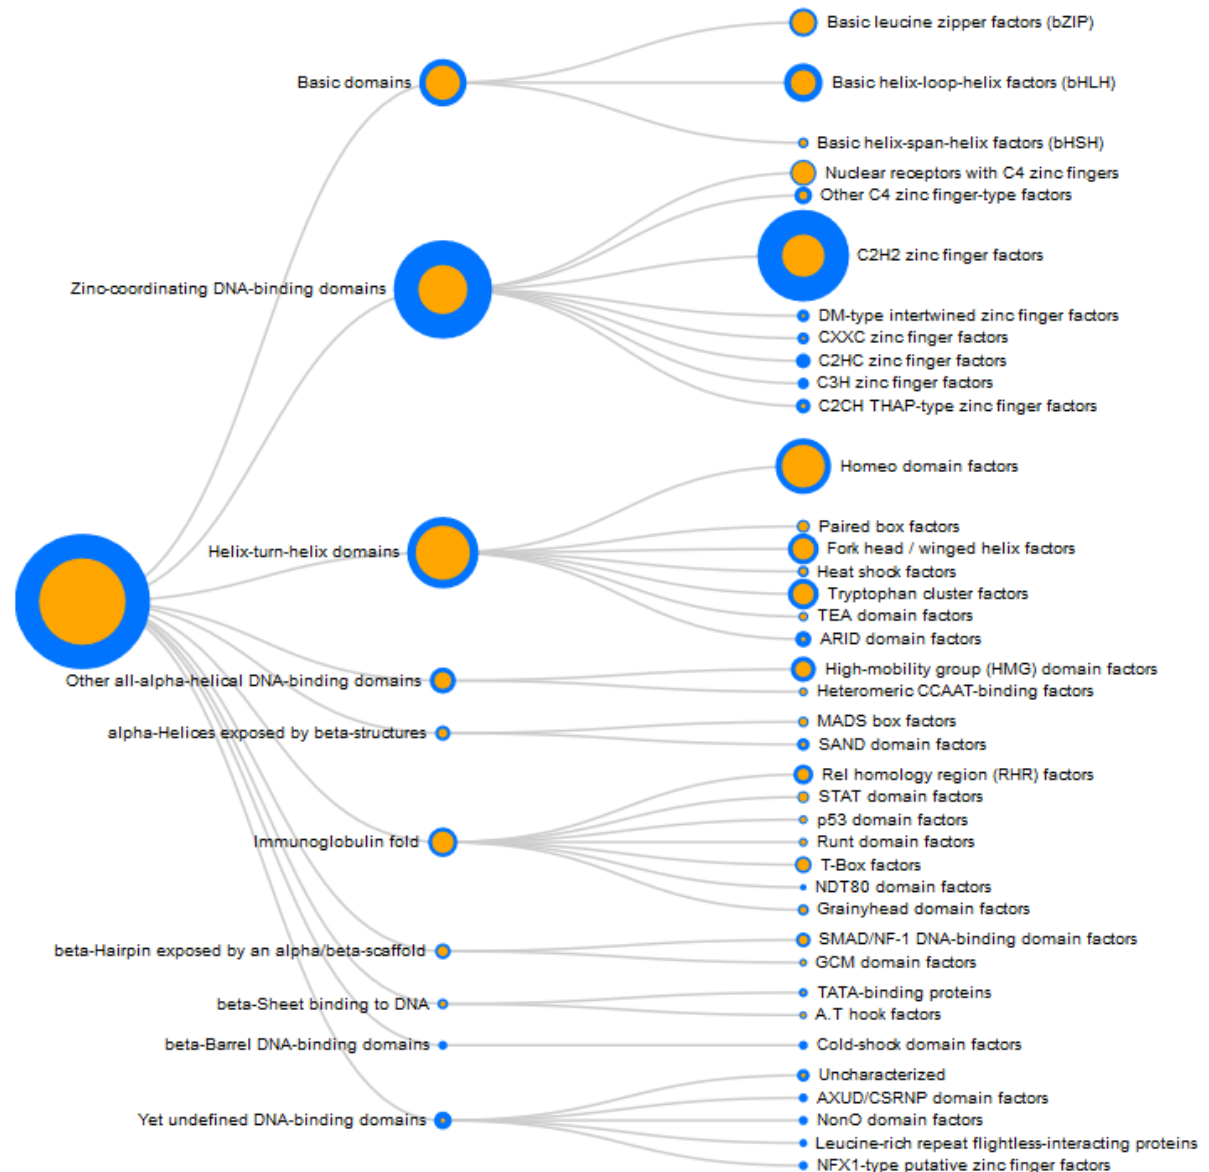 Basic domains
Basic leucine zipper factors (bZIP)
Basic helix-loop-helix factors (bHLH)
Basic helix-span-helix factors (bHSH)
Zinc-coordinating DNA-binding domains
Nuclear receptors with C4 zinc fingers
Other C4 zinc finger-type factors
C2H2 zinc finger factors
DM-type intertwined zinc finger factors
CXXC zinc finger factors
C2HC zinc finger factors
C3H zinc finger factors
C2CH THAP-type zinc finger factors
Helix-turn-helix domains
Homeo domain factors
Paired box factors
Fork head / winged helix factors
Heat shock factors
Tryptophan cluster factors
TEA domain factors
ARID domain factors
Other all-alpha-helical DNA-binding domains
High-mobility group (HMG) domain factors
Heteromeric CCAAT-binding factors
alpha-Helices exposed by beta-structures
MADS box factors
SAND domain factors
Immunoglobulin fold
Rel homology region (RHR) factors
STAT domain factors
p53 domain factors
Runt domain factors
T-Box factors
NDT80 domain factors
Grainyhead domain factors
beta-Hairpin exposed by an alpha/beta-scaffold
SMAD/NF-1 DNA-binding domain factors
GCM domain factors
beta-Sheet binding to DNA
TATA-binding proteins
A.T hook factors
beta-Barrel DNA-binding domains
Cold-shock domain factors
Yet undefined DNA-binding domains
Uncharacterized
AXUD/CSRNP domain factors
NonO domain factors
Leucine-rich repeat flightless-interacting proteins
NFX1-type putative zinc finger factors